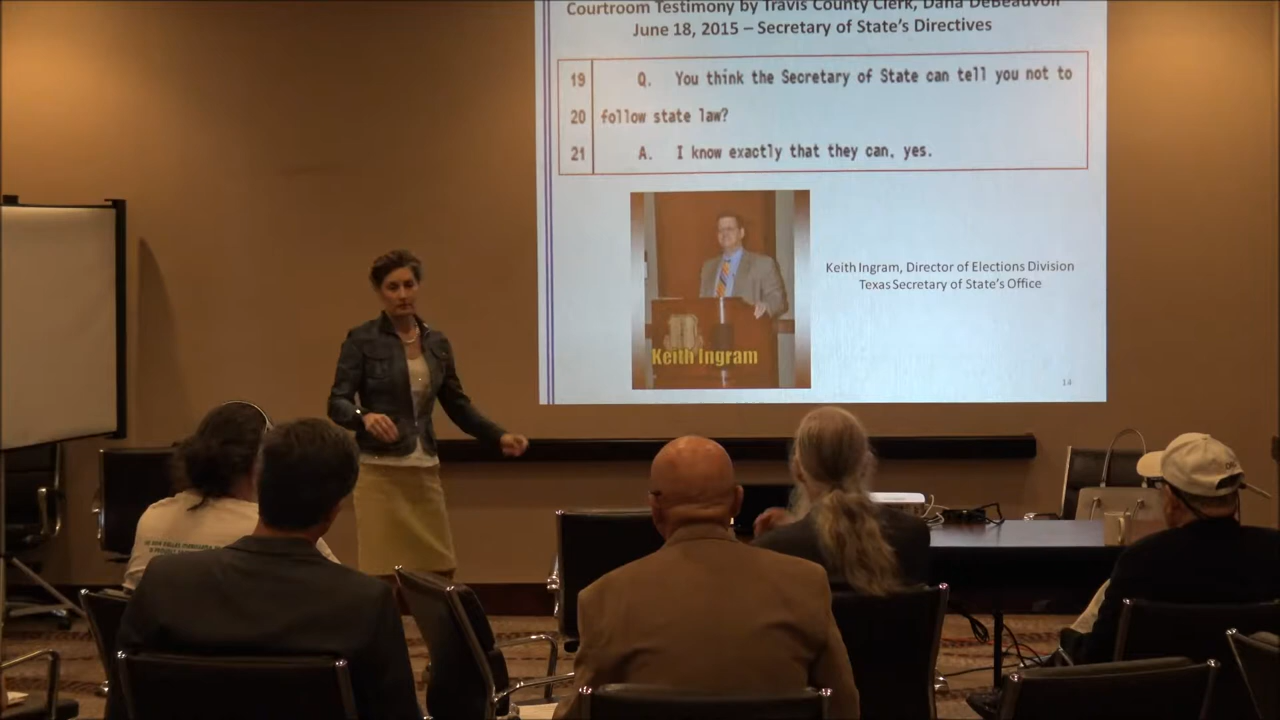 Courtroom Testimony by Travis County Clerk, Dana DeBeauvoir
June 18, 2015 – Secretary of State's Directives
19 Q. You think the Secretary of State can tell you not to
20 follow state law?
21 A. I know exactly that they can, yes.
Keith Ingram, Director of Elections Division
Texas Secretary of State's Office
Keith Ingram
14